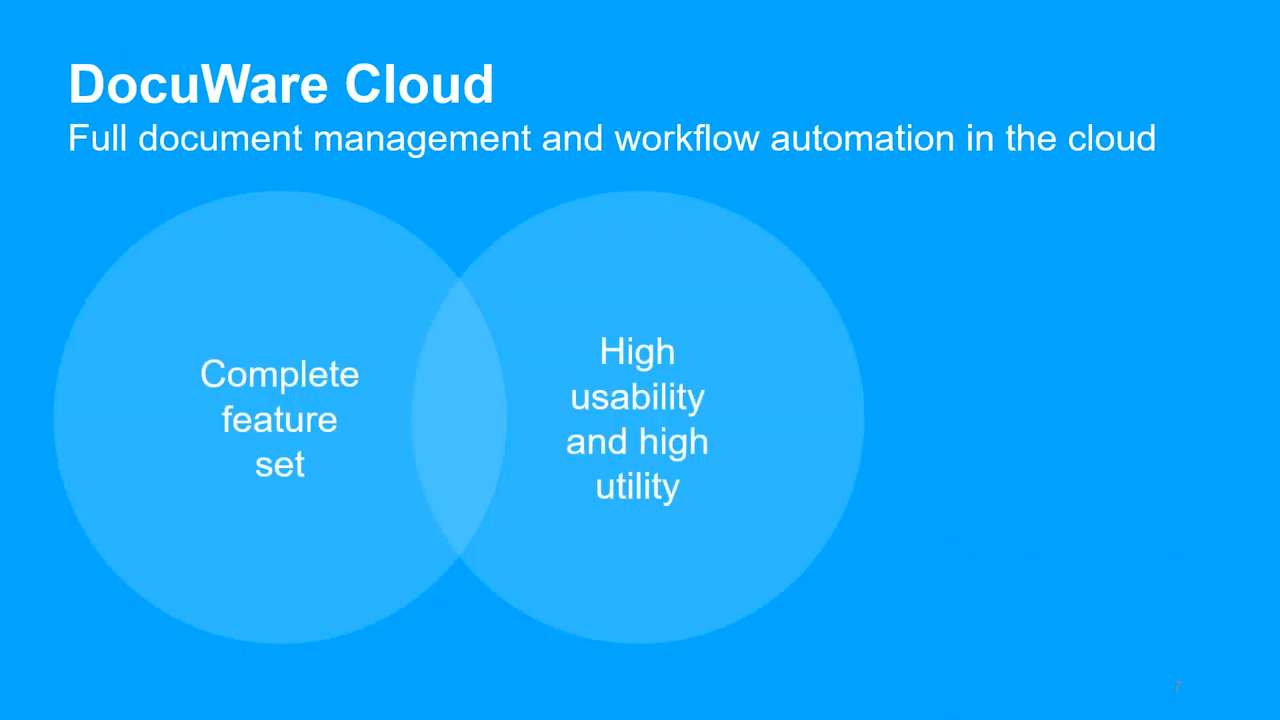 DocuWare Cloud
Full document management and workflow automation in the cloud
Complete
feature
set
High
usability
and high
utility
7